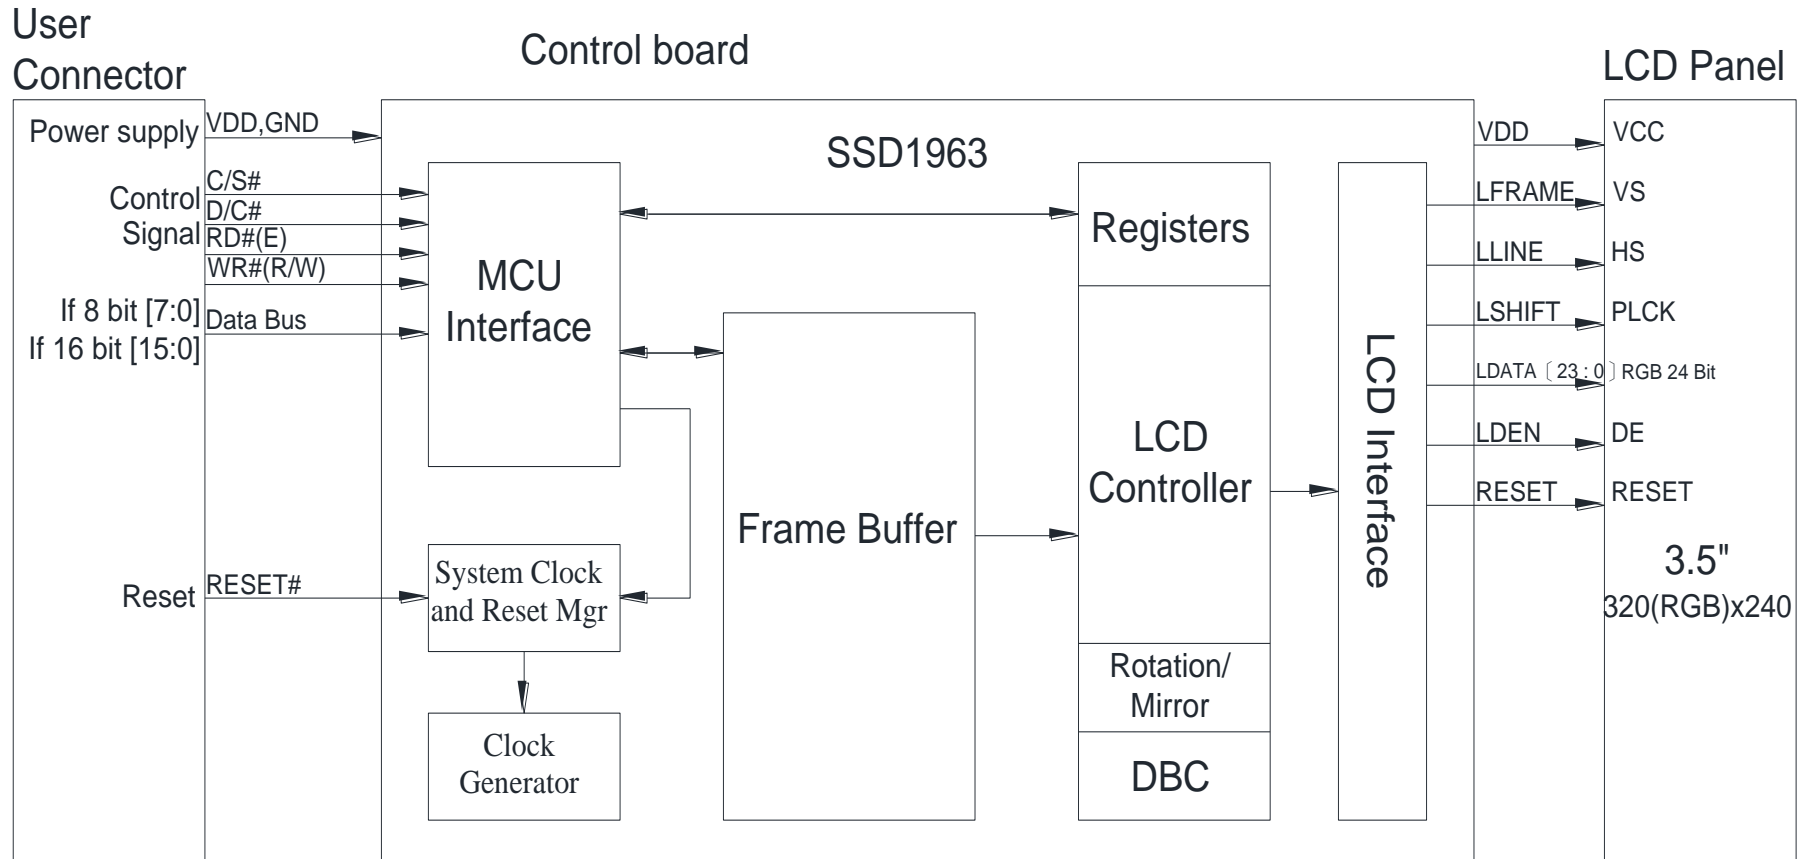 User
Connector
Control board
LCD Panel
Power supply
VDD,GND
SSD1963
VDD
VCC
C/S#
Control
Signal
D/C#
RD#(E)
WR#(R/W)
If 8 bit [7:0]
If 16 bit [15:0]
Data Bus
MCU
Interface
Registers
LFRAME
VS
LLINE
HS
LSHIFT
PLCK
LDATA〔23 : 0〕
RGB 24 Bit
LDEN
DE
RESET
RESET
LCD Interface
LCD
Controller
Frame Buffer
Reset
RESET#
System Clock
and Reset Mgr
3.5"
320(RGB)x240
Rotation/
Mirror
Clock
Generator
DBC